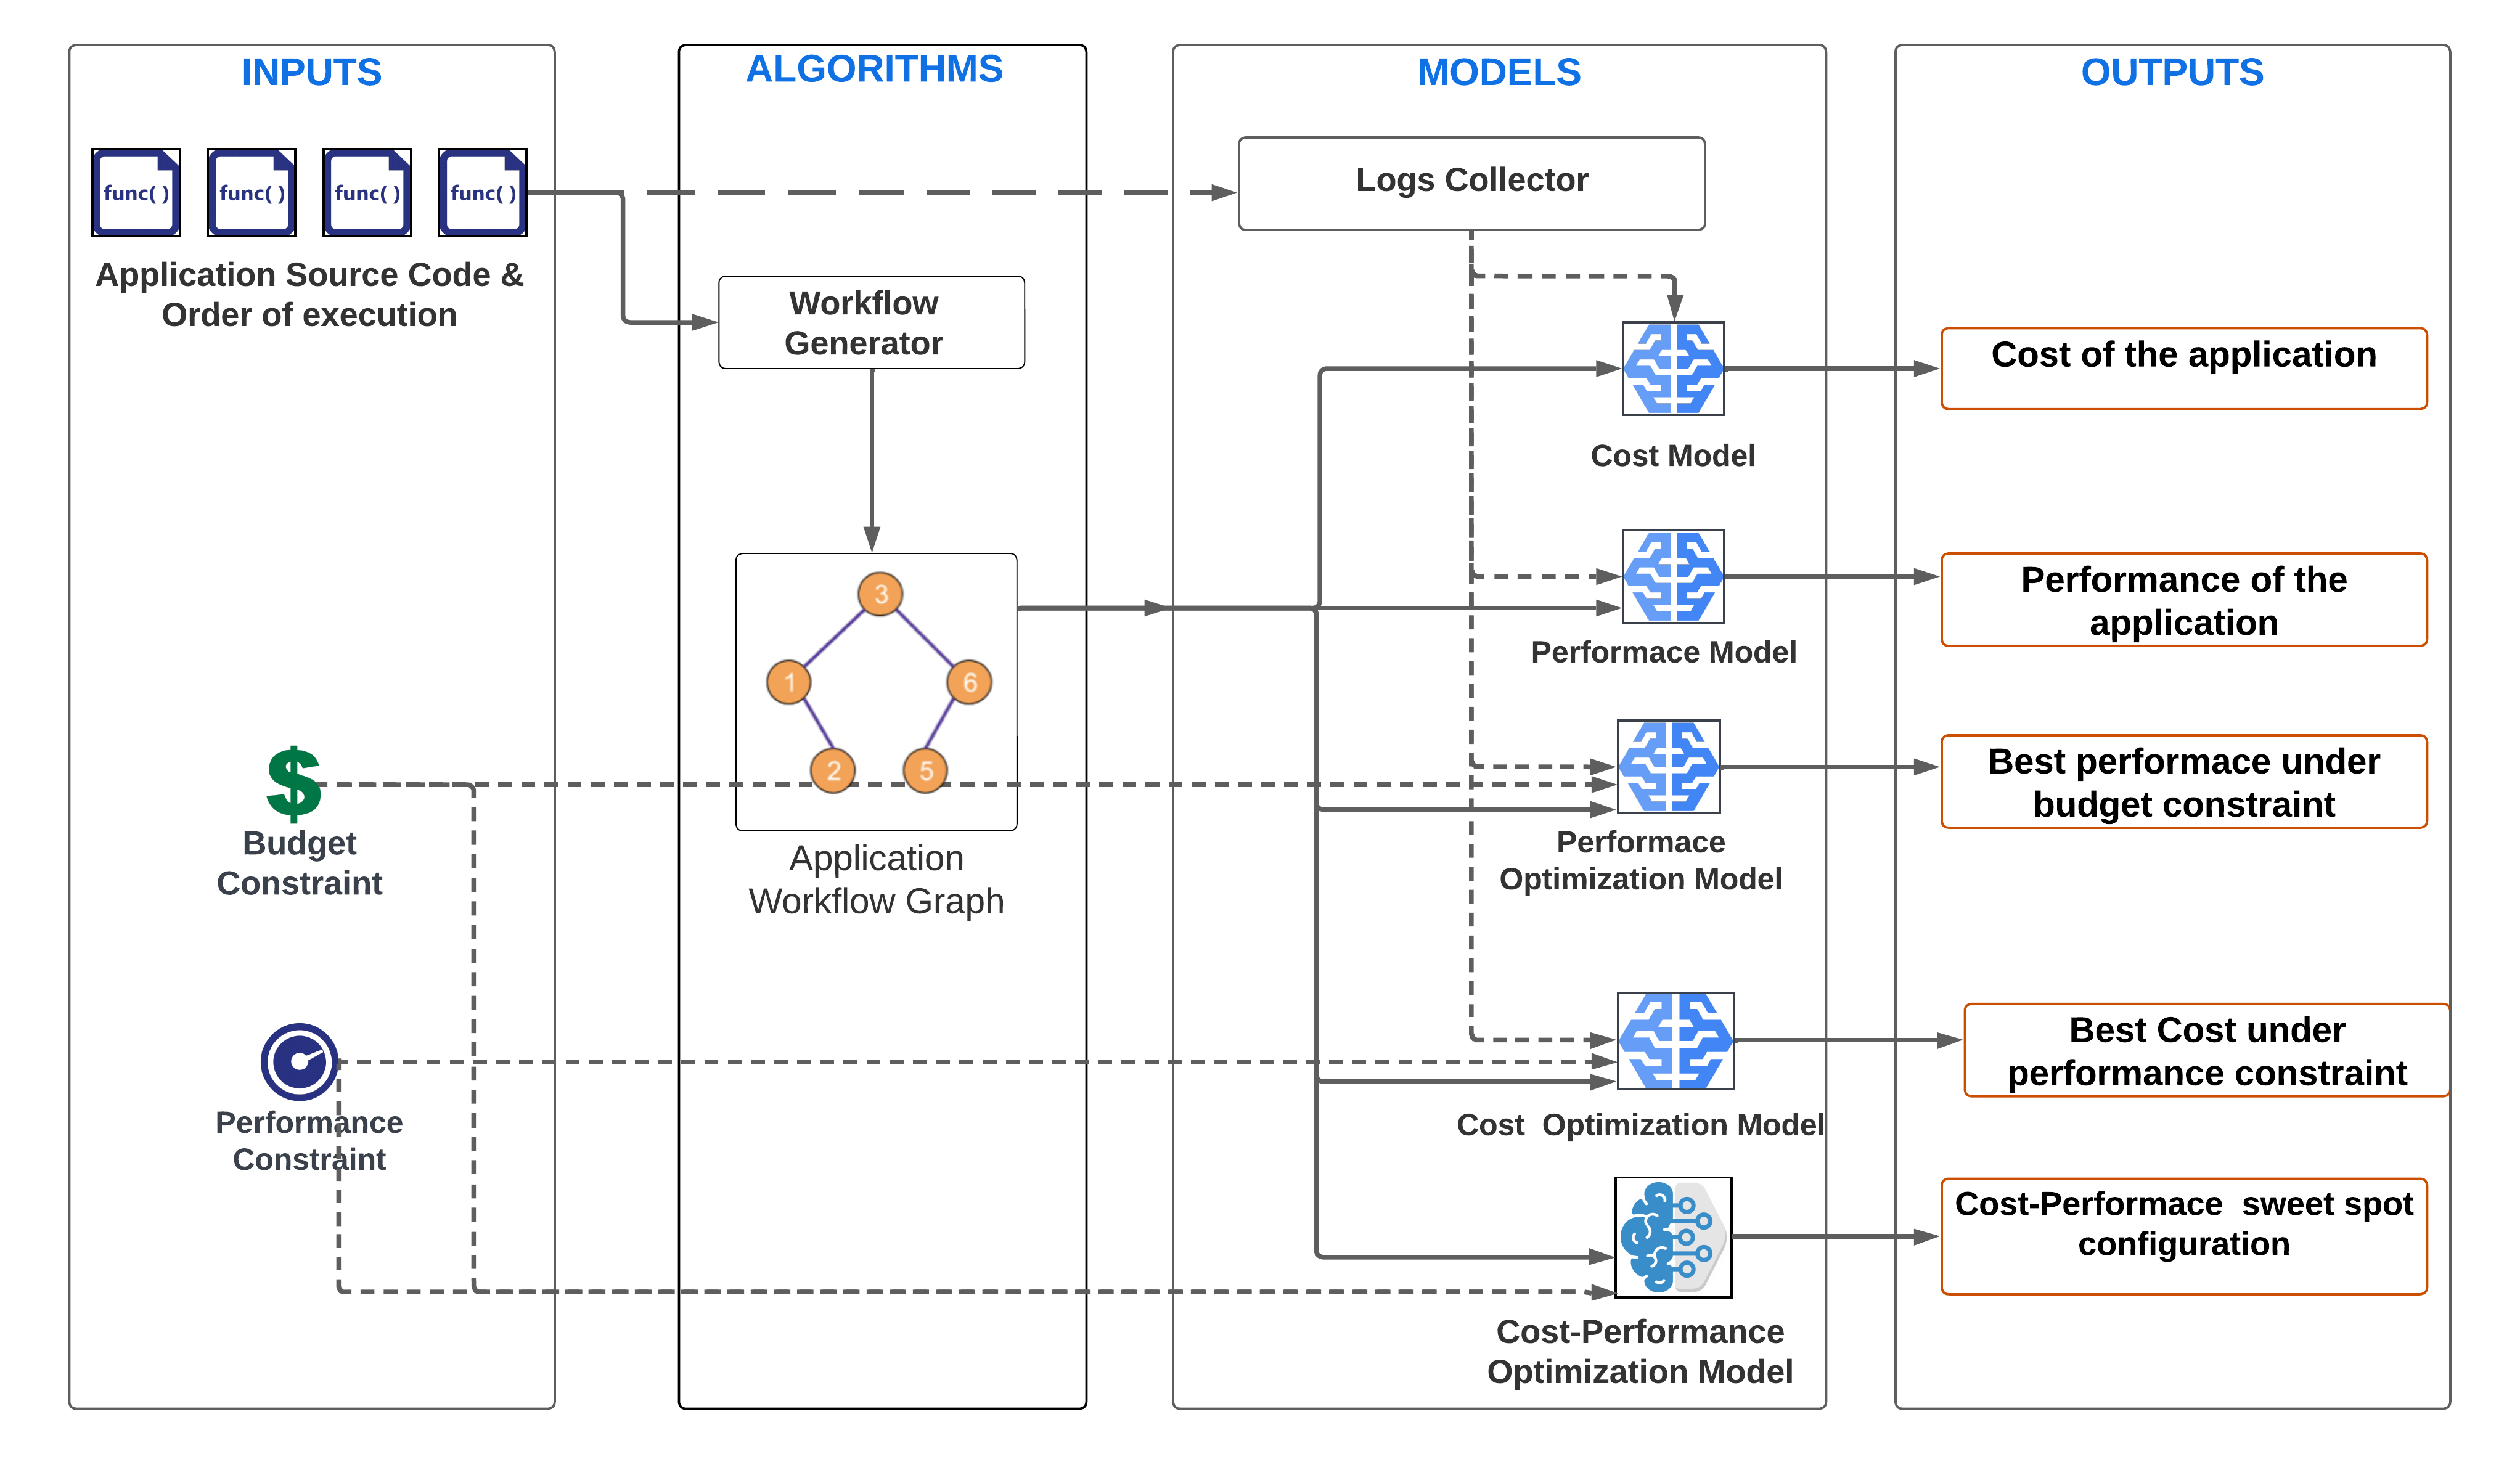 INPUTS
func( )
func( )
func( )
func( )
Application Source Code &
Order of execution
Budget
Constraint
Performance
Constraint
ALGORITHMS
Workflow
Generator
3
1
6
2
5
Application
Workflow Graph
MODELS
Logs Collector
Cost Model
Performace Model
Performace
Optimization Model
Cost  Optimization Model
Cost-Performance
Optimization Model
OUTPUTS
Cost of the application
Performance of the
application
Best performace under
budget constraint
Best Cost under
performance constraint
Cost-Performace  sweet spot
configuration